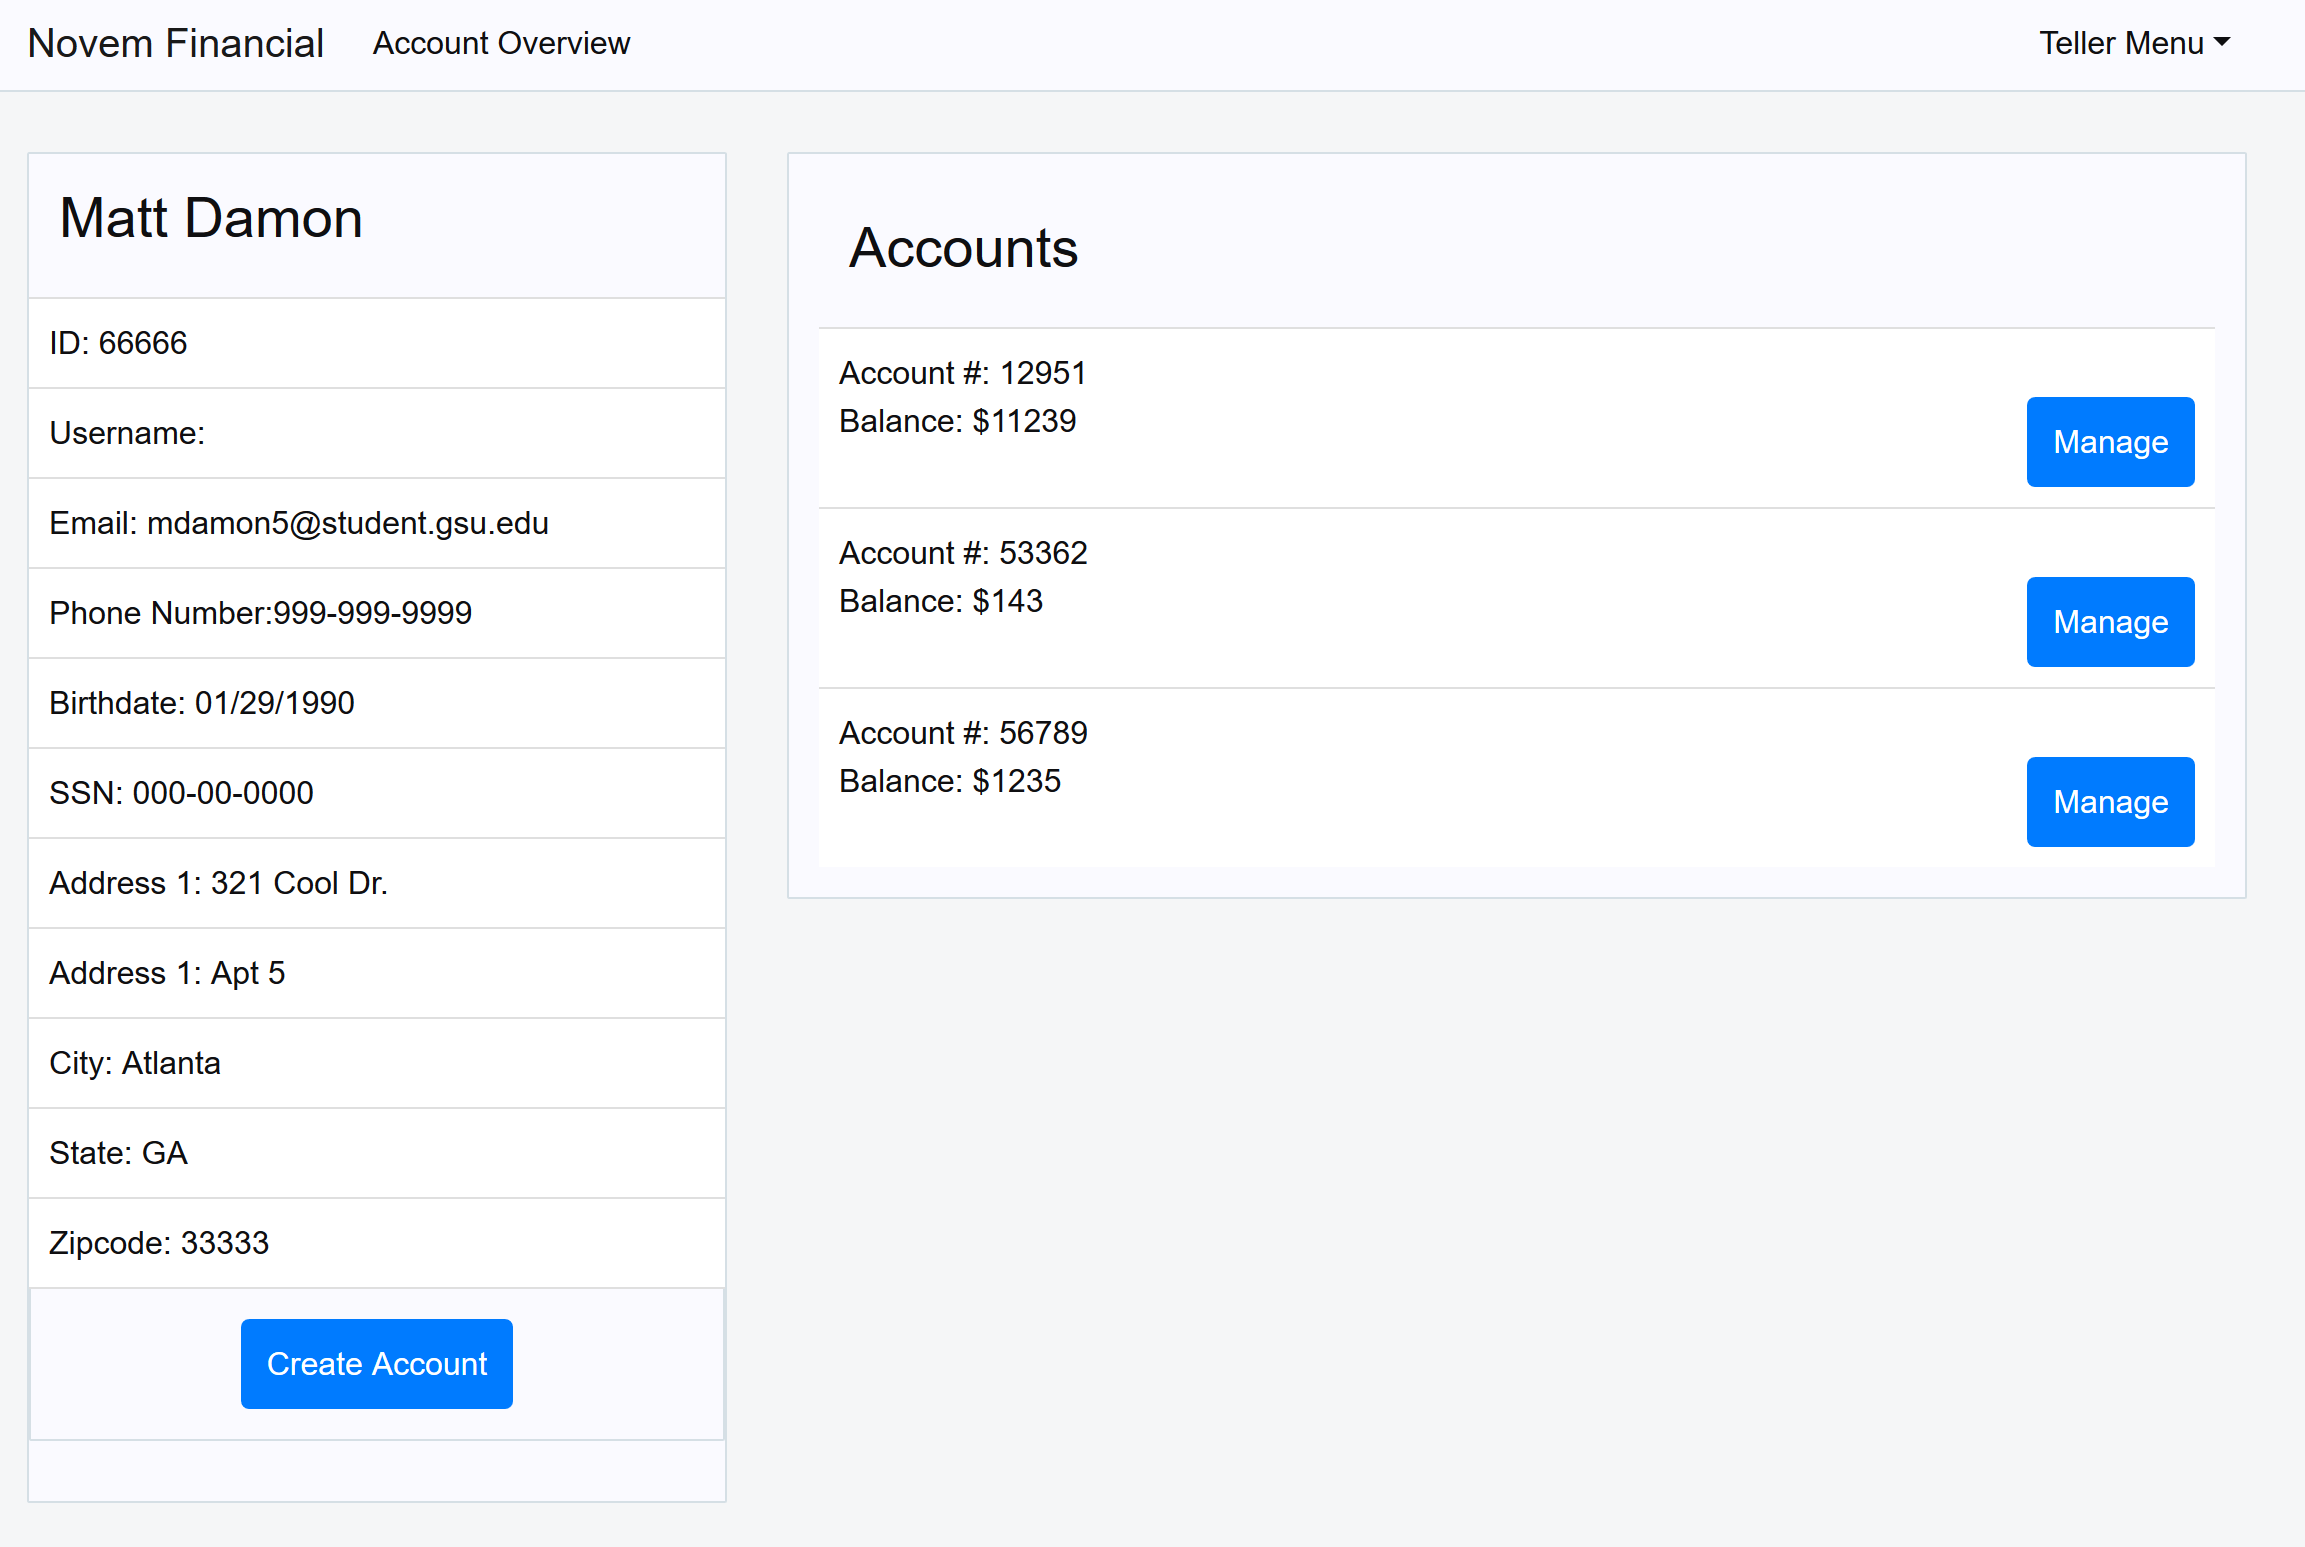 Novem Financial
Account Overview
Teller Menu
Matt Damon
ID: 66666
Username:
Email: mdamon5@student.gsu.edu
Phone Number:999-999-9999
Birthdate: 01/29/1990
SSN: 000-00-0000
Address 1: 321 Cool Dr.
Address 1: Apt 5
City: Atlanta
State: GA
Zipcode: 33333
Create Account
Accounts
Account #: 12951
Balance: $11239
Manage
Account #: 53362
Balance: $143
Manage
Account #: 56789
Balance: $1235
Manage